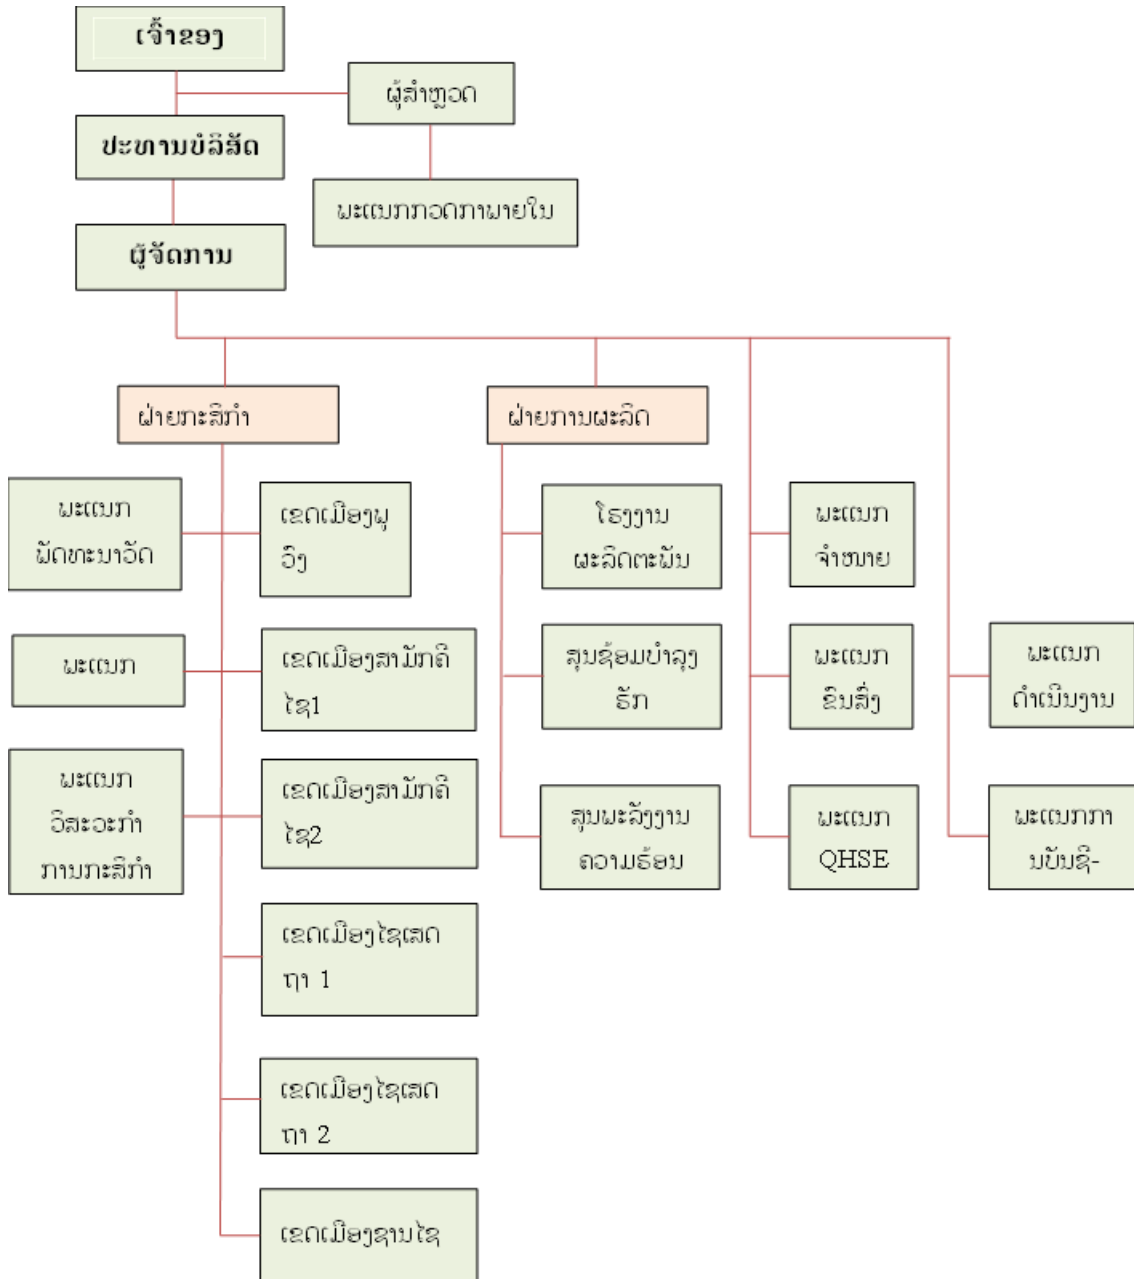 ເຈົ້າຂອງ
ຜູ້ສຳຫຼວດ
ປະທານບໍລິສັດ
ພະແນກກວດກາພາຍໃນ
ຜູ້ຈັດການ
ຝ່າຍກະສິກຳ
ຝ່າຍການຜະລິດ
ພະແນກ
ພັດທະນາວັດ
ເຂດເມືອງພູ
ວົງ
ໂຮງງານ
ຜະລິດຕະພັນ
ພະແນກ
ຈຳໜາຍ
ພະແນກ
ເຂດເມືອງສາມັກຄີ
ໄຊ1
ສູນຊ້ອມບຳລຸງ
ຮັກ
ພະແນກ
ຂົນສົ່ງ
ພະແນກ
ດຳເນີນງານ
ພະແນກ
ວິສະວະກຳ
ການກະສິກຳ
ເຂດເມືອງສາມັກຄີ
ໄຊ2
ສູນພະລັງງານ
ຄວາມຮ້ອນ
ພະແນກ
QHSE
ພະແນກກາ
ນບັນຊີ-
ເຂດເມືອງໄຊເສດ
ຖາ 1
ເຂດເມືອງໄຊເສດ
ຖາ 2
ເຂດເມືອງຊານໄຊ